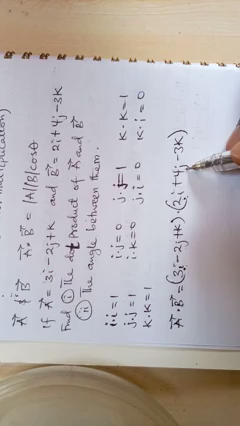 multiplication)
A⃗ & B⃗   A⃗·B⃗ = |A||B|cosθ
If A⃗ = 3i - 2j + k and B⃗ = 2i + 4j - 3k
Find (i) The dot product of A⃗ and B⃗
(ii) The angle between them.
i·i = 1   i·j = 0   j·j = 1   k·k = 1
j·j = 1   i·k = 0   j·i = 0   k·i = 0
k·k = 1
A⃗·B⃗ = (3i - 2j + k)·(2i + 4j - 3k)